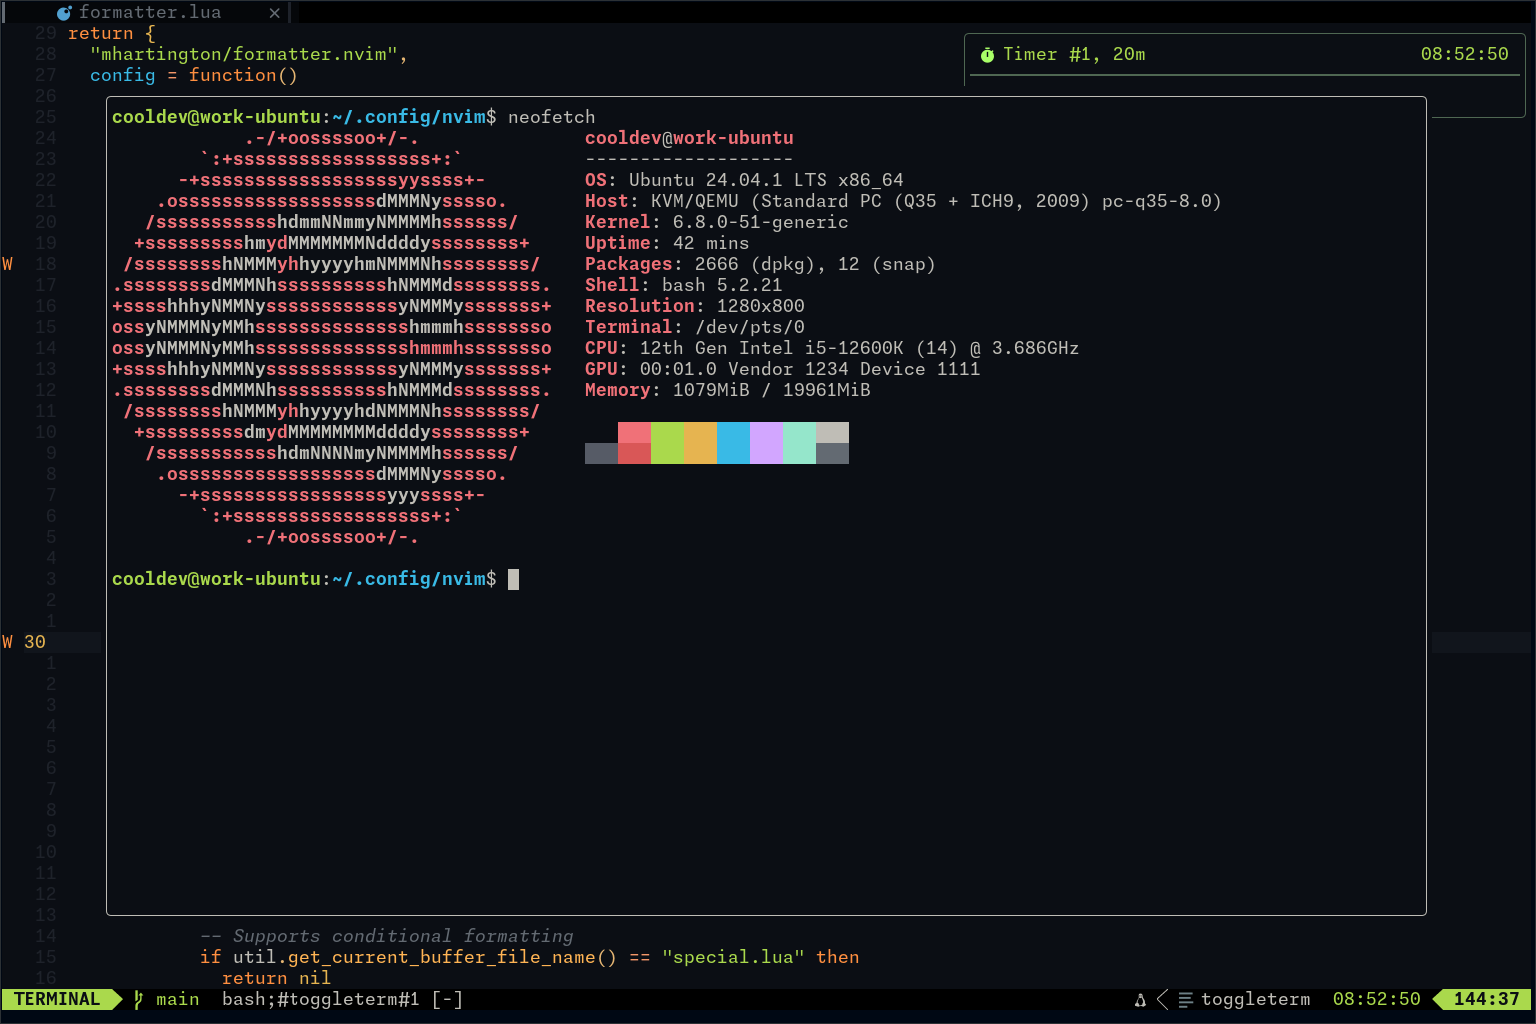 formatter.lua ×
29 return {
28 "mhartington/formatter.nvim",
27 config = function()
Timer #1, 20m 08:52:50
26
25 cooldev@work-ubuntu:~/.config/nvim$ neofetch
24 .-/+oossssoo+/-. cooldev@work-ubuntu
23 `:+ssssssssssssssssss+:` -------------------
22 -+ssssssssssssssssssyyssss+- OS: Ubuntu 24.04.1 LTS x86_64
21 .ossssssssssssssssssdMMMNysssso. Host: KVM/QEMU (Standard PC (Q35 + ICH9, 2009) pc-q35-8.0)
20 /ssssssssssshdmmNNmmyNMMMMhssssss/ Kernel: 6.8.0-51-generic
19 +ssssssssshmydMMMMMMMNddddyssssssss+ Uptime: 42 mins
W 18 /sssssssshNMMMyhhyyyyhmNMMMNhssssssss/ Packages: 2666 (dpkg), 12 (snap)
17 .ssssssssdMMMNhsssssssssshNMMMdssssssss. Shell: bash 5.2.21
16 +sssshhhyNMMNyssssssssssssyNMMMysssssss+ Resolution: 1280x800
15 ossyNMMMNyMMhsssssssssssssshmmmhssssssso Terminal: /dev/pts/0
14 ossyNMMMNyMMhsssssssssssssshmmmhssssssso CPU: 12th Gen Intel i5-12600K (14) @ 3.686GHz
13 +sssshhhyNMMNyssssssssssssyNMMMysssssss+ GPU: 00:01.0 Vendor 1234 Device 1111
12 .ssssssssdMMMNhsssssssssshNMMMdssssssss. Memory: 1079MiB / 19961MiB
11 /sssssssshNMMMyhhyyyyhdNMMMNhssssssss/
10 +sssssssssdmydMMMMMMMMddddyssssssss+
9 /ssssssssssshdmNNNNmyNMMMMhssssss/
8 .ossssssssssssssssssdMMMNysssso.
7 -+sssssssssssssssssyyyssss+-
6 `:+ssssssssssssssssss+:`
5 .-/+oossssoo+/-.
4
3 cooldev@work-ubuntu:~/.config/nvim$
2
1
W 30
1
2
3
4
5
6
7
8
9
10
11
12
13
14 -- Supports conditional formatting
15 if util.get_current_buffer_file_name() == "special.lua" then
16 return nil
TERMINAL main bash;#toggleterm#1 [-] toggleterm 08:52:50 144:37